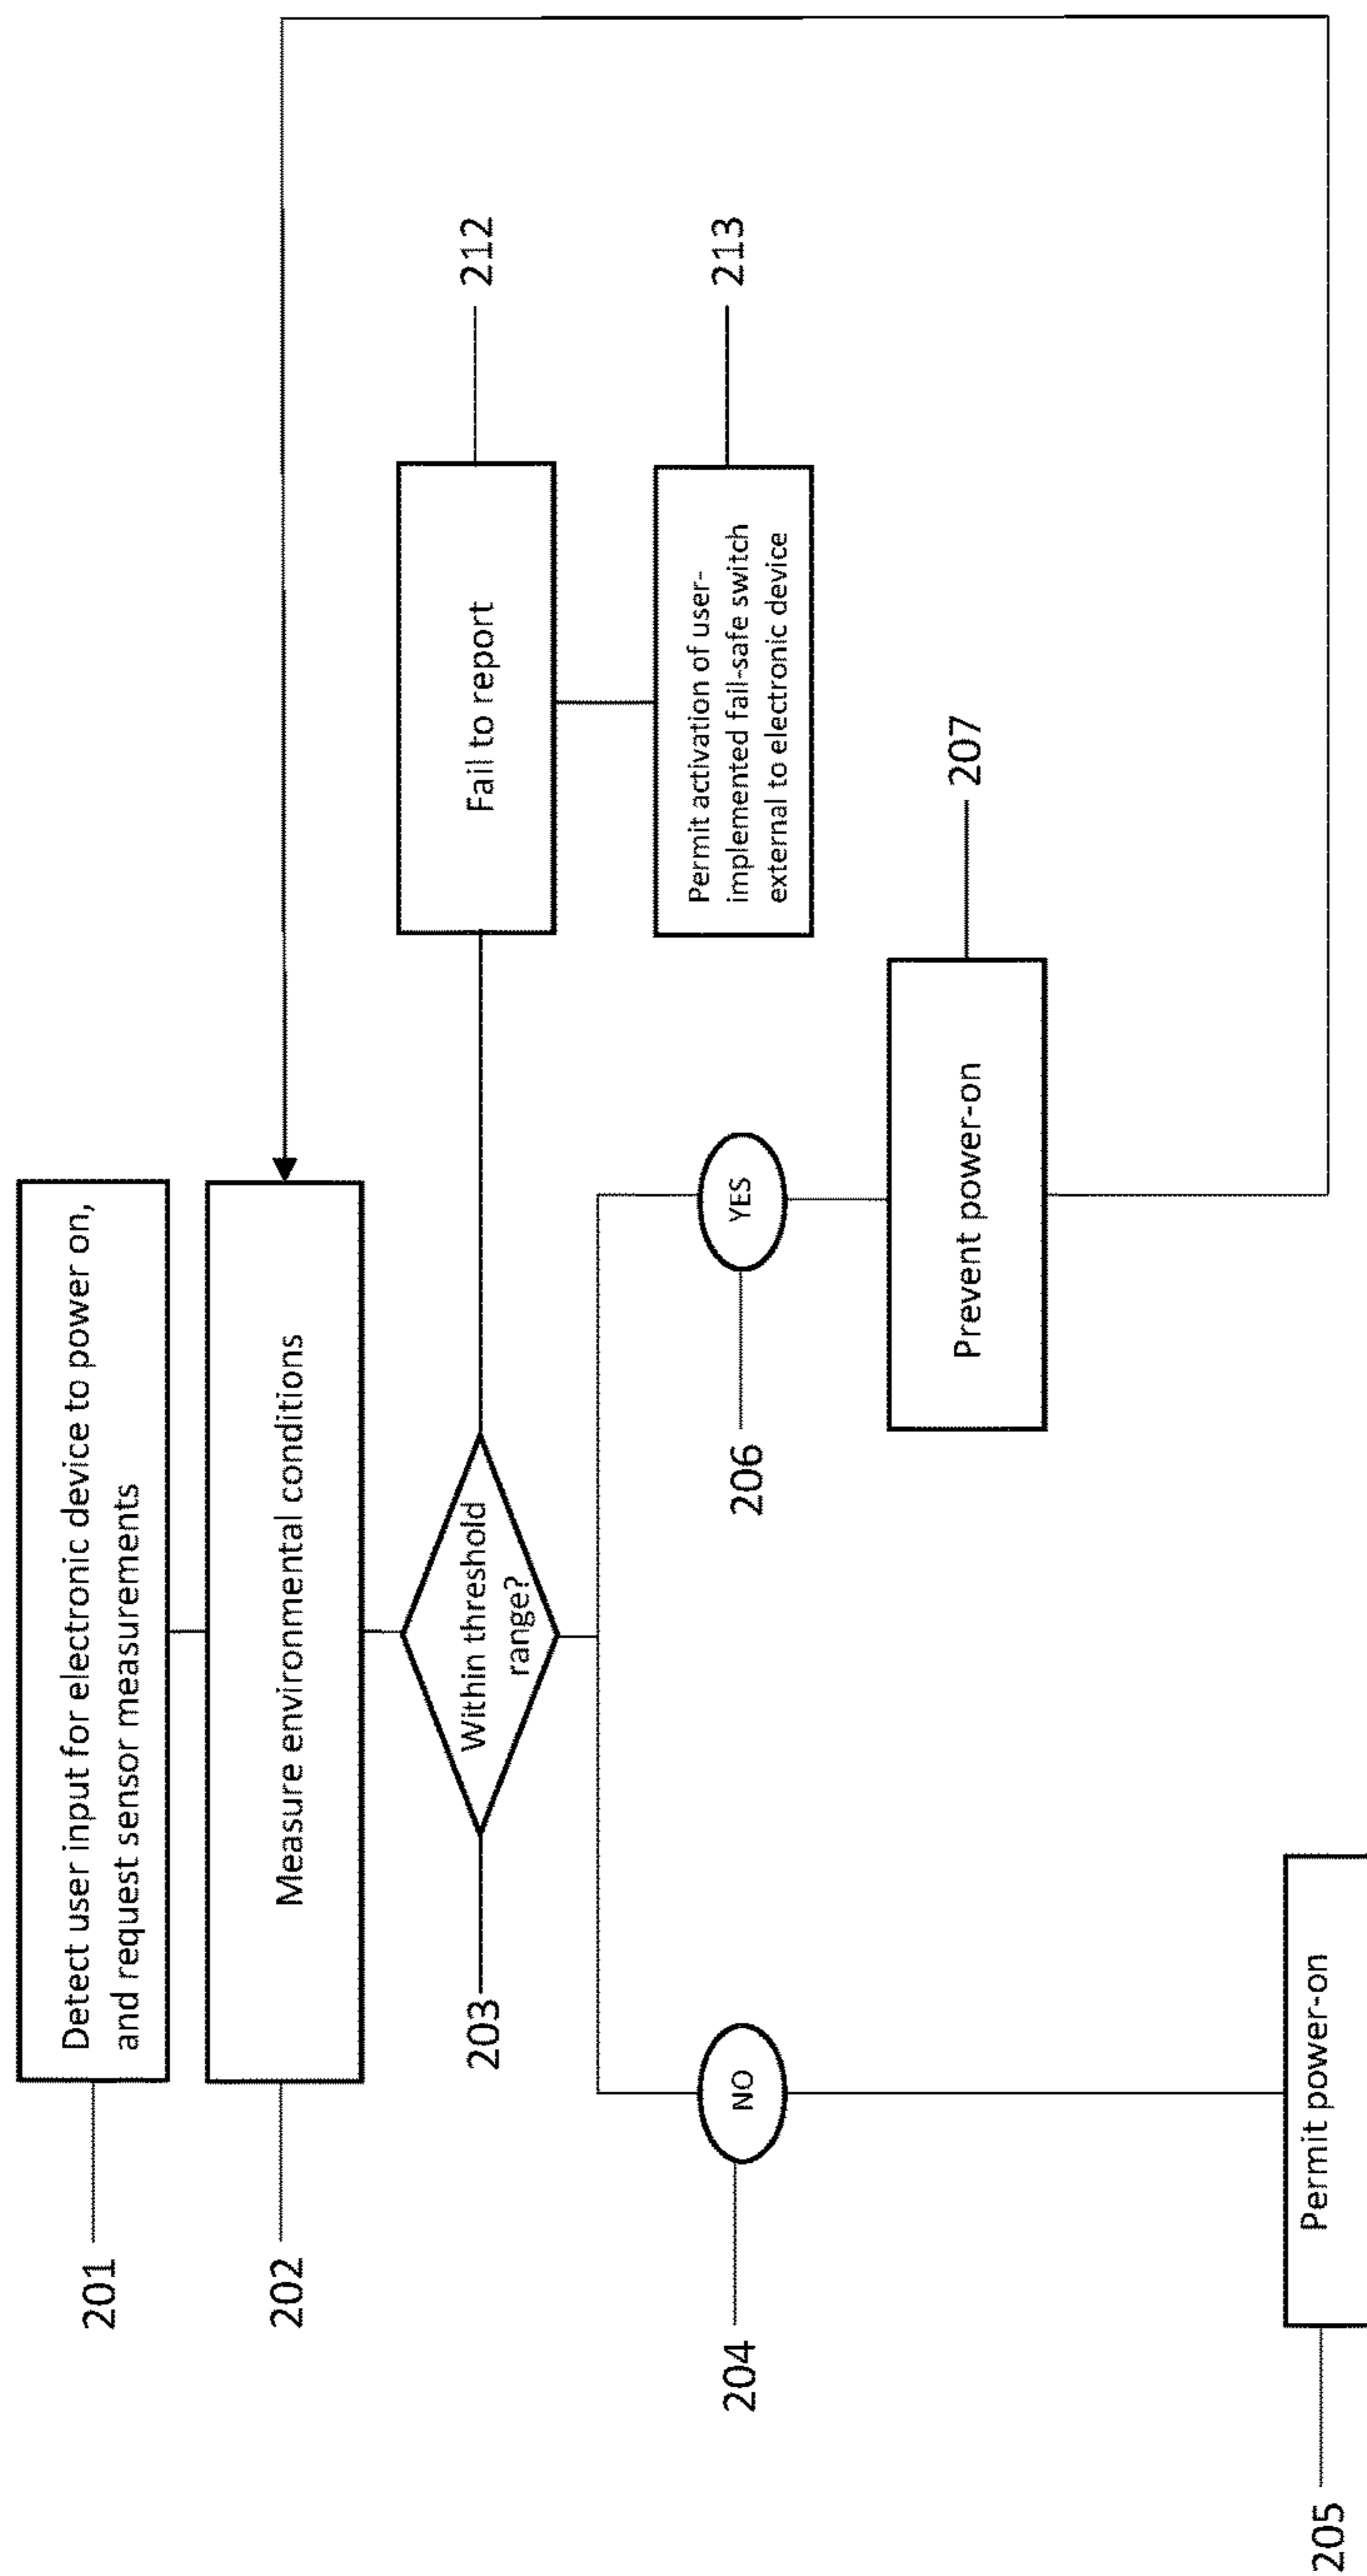 201
Detect user input for electronic device to power on,
and request sensor measurements
202
Measure environmental conditions
203
Within threshold
range?
Fail to report
212
Permit activation of user-
implemented fail-safe switch
external to electronic device
213
204
NO
206
YES
Prevent power-on
207
205
Permit power-on